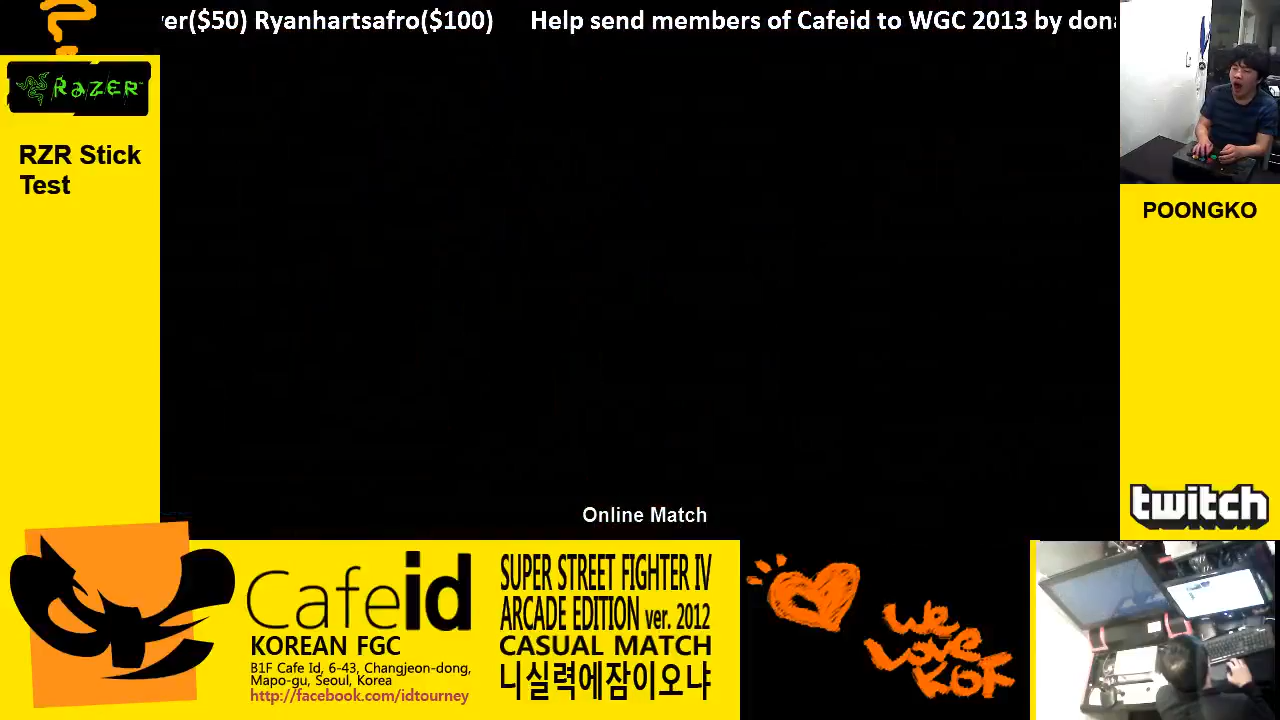 er($50) Ryanhartsafro($100) Help send members of Cafeid to WGC 2013 by dona
RAZER
RZR Stick
Test
POONGKO
Online Match
twitch
Cafeid
KOREAN FGC
B1F Cafe Id, 6-43, Changjeon-dong,
Mapo-gu, Seoul, Korea
http://facebook.com/idtourney
SUPER STREET FIGHTER IV
ARCADE EDITION ver. 2012
CASUAL MATCH
니실력에잠이오냐
We
Love
KOF